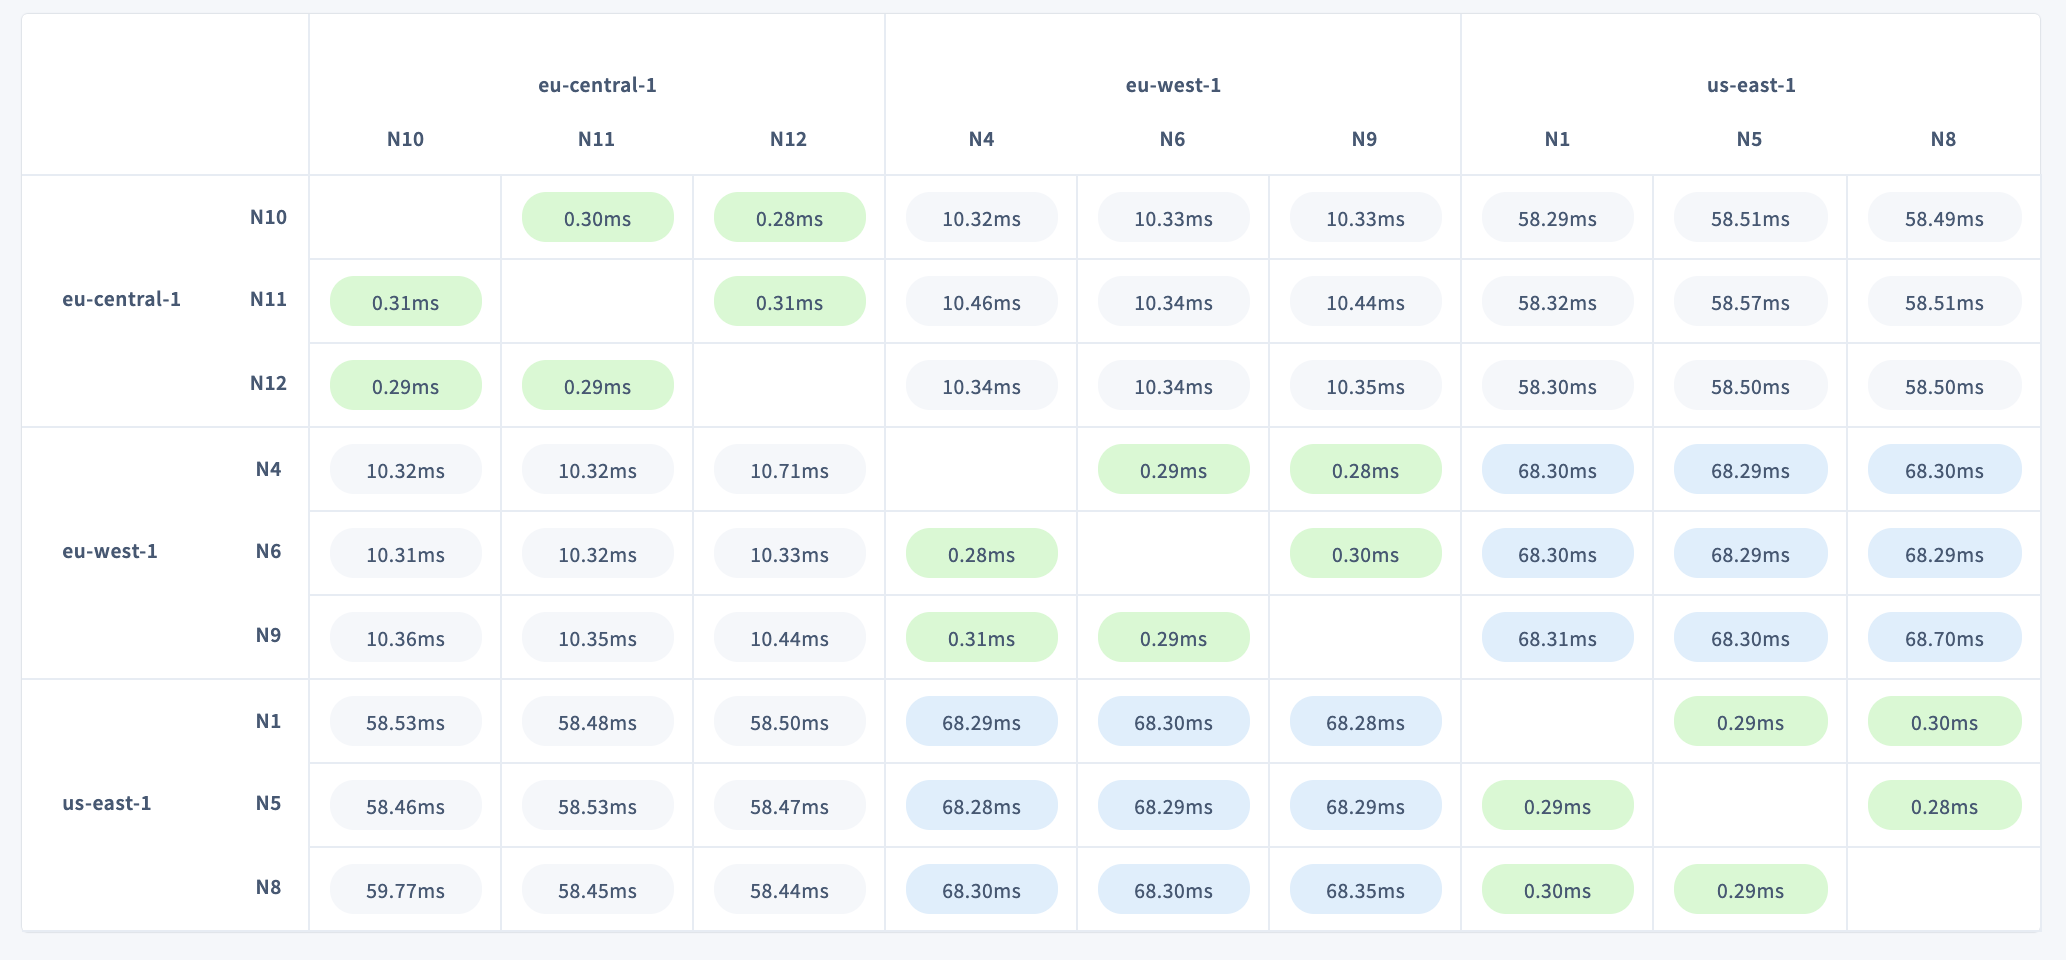 eu-central-1 eu-west-1 us-east-1
N10 N11 N12 N4 N6 N9 N1 N5 N8
N10 0.30ms 0.28ms 10.32ms 10.33ms 10.33ms 58.29ms 58.51ms 58.49ms
eu-central-1 N11 0.31ms 0.31ms 10.46ms 10.34ms 10.44ms 58.32ms 58.57ms 58.51ms
N12 0.29ms 0.29ms 10.34ms 10.34ms 10.35ms 58.30ms 58.50ms 58.50ms
N4 10.32ms 10.32ms 10.71ms 0.29ms 0.28ms 68.30ms 68.29ms 68.30ms
eu-west-1 N6 10.31ms 10.32ms 10.33ms 0.28ms 0.30ms 68.30ms 68.29ms 68.29ms
N9 10.36ms 10.35ms 10.44ms 0.31ms 0.29ms 68.31ms 68.30ms 68.70ms
N1 58.53ms 58.48ms 58.50ms 68.29ms 68.30ms 68.28ms 0.29ms 0.30ms
us-east-1 N5 58.46ms 58.53ms 58.47ms 68.28ms 68.29ms 68.29ms 0.29ms 0.28ms
N8 59.77ms 58.45ms 58.44ms 68.30ms 68.30ms 68.35ms 0.30ms 0.29ms